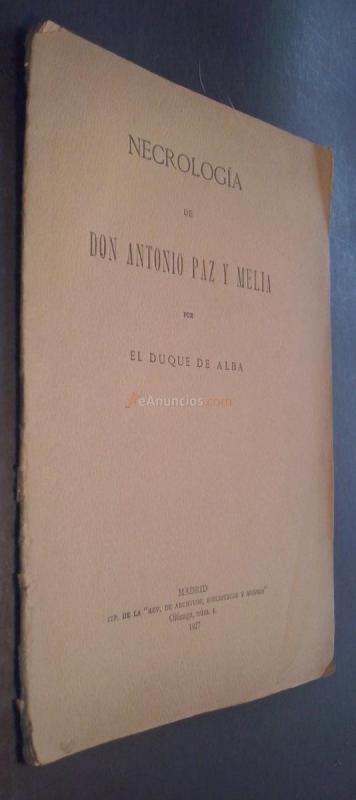 NECROLOGÍA
DE
DON ANTONIO PAZ Y MELIA
POR
EL DUQUE DE ALBA
eAnuncios.com
MADRID
TIP. DE LA "REV. DE ARCHIVOS, BIBLIOTECAS Y MUSEOS"
Olózaga, núm. 1.
1927